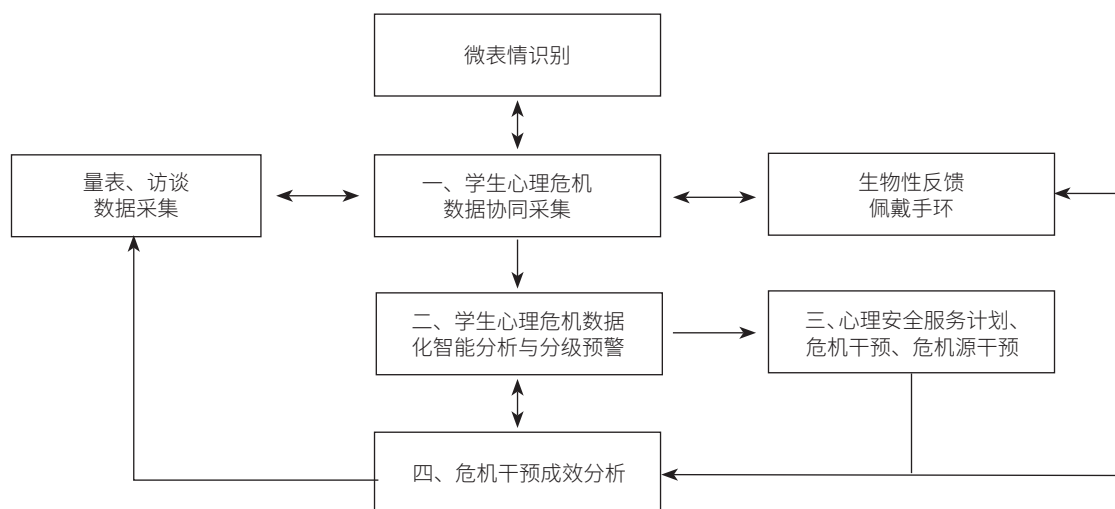 微表情识别
量表、访谈
数据采集
一、学生心理危机
数据协同采集
生物性反馈
佩戴手环
二、学生心理危机数据
化智能分析与分级预警
三、心理安全服务计划、
危机干预、危机源干预
四、危机干预成效分析